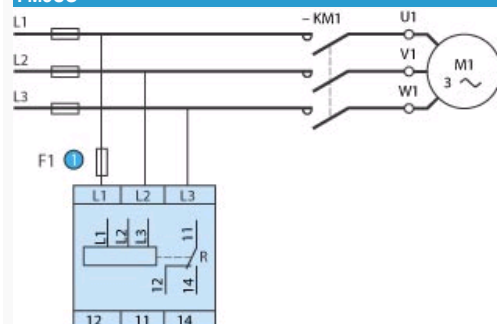 L1
– KM1
U1
L2
V1
M1
3 ~
L3
W1
F1 1
L1 L2 L3
L1 L2 L3 11
R
12 14
12 11 14